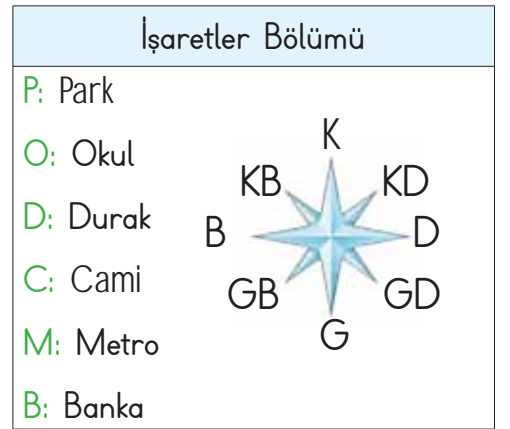 İşaretler Bölümü
P: Park
O: Okul
D: Durak
C: Cami
M: Metro
B: Banka
K
KB KD
B D
GB GD
G